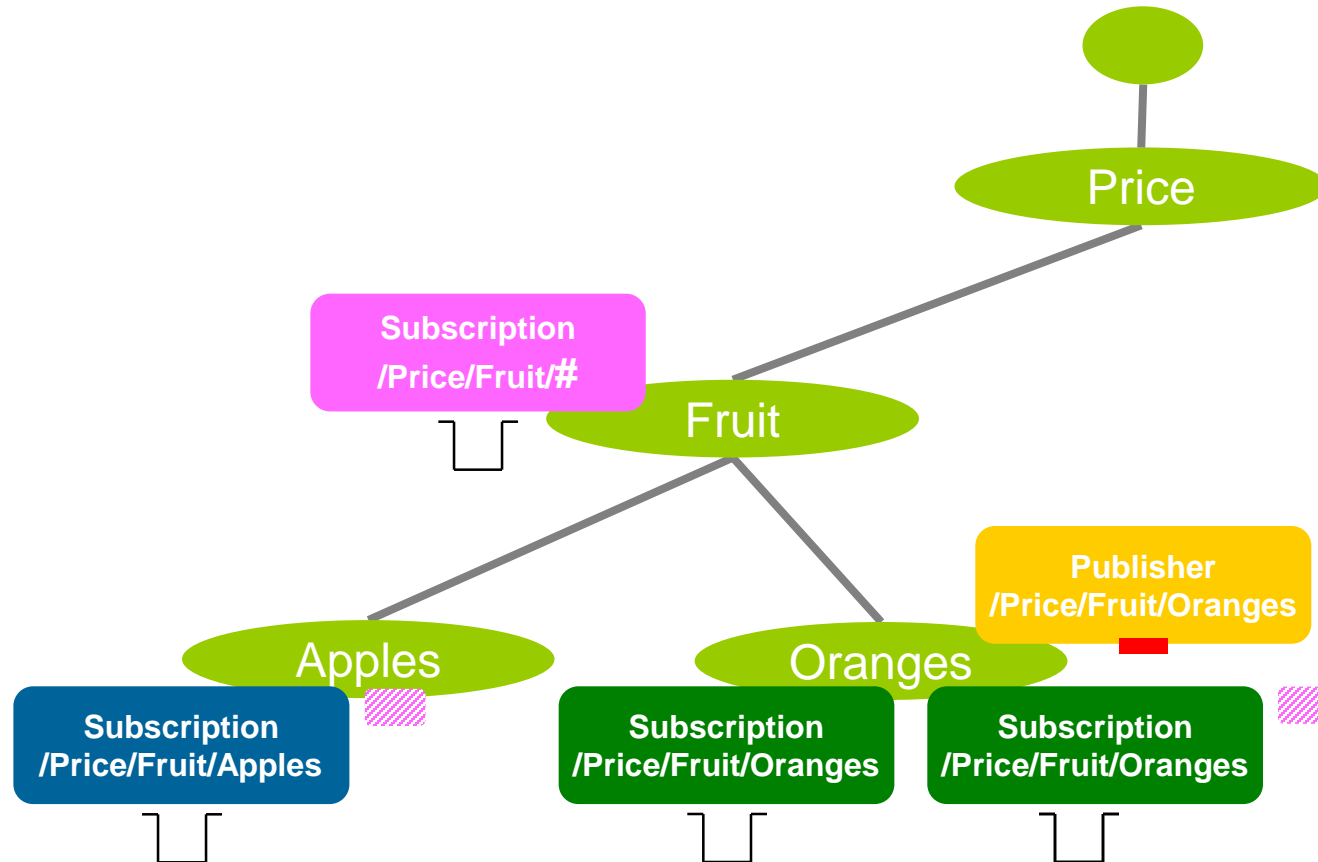 Price
Subscription
/Price/Fruit/#
Fruit
Publisher
/Price/Fruit/Oranges
Apples
Oranges
Subscription
/Price/Fruit/Apples
Subscription
/Price/Fruit/Oranges
Subscription
/Price/Fruit/Oranges